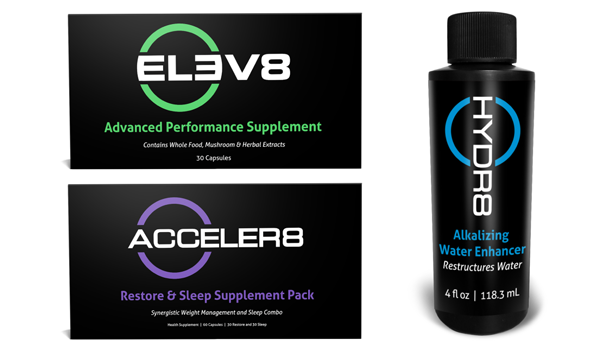 ELEV8
Advanced Performance Supplement
Contains Whole Food, Mushroom & Herbal Extracts
30 Capsules
ACCELER8
Restore & Sleep Supplement Pack
Synergistic Weight Management and Sleep Combo
Health Supplement | 60 Capsules | 30 Restore and 30 Sleep
HYDR8
Alkalizing
Water Enhancer
Restructures Water
4 fl oz | 118.3 mL